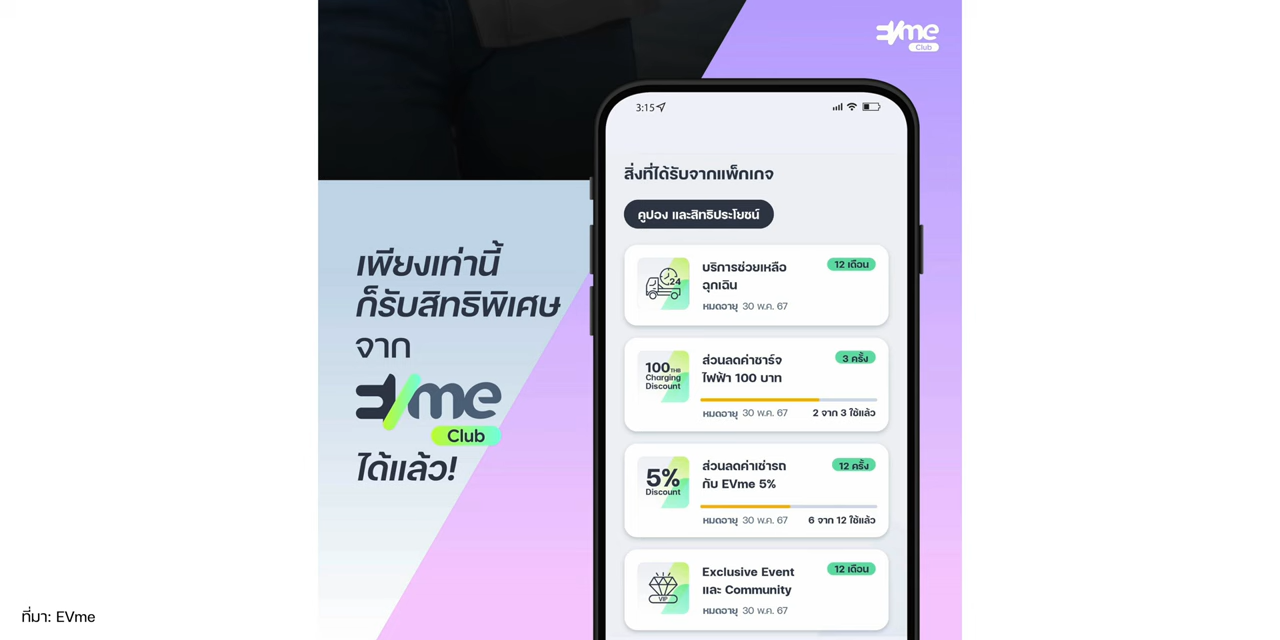 EVme
Club
3:15
สิ่งที่ได้รับจากแพ็กเกจ
คูปอง และสิทธิประโยชน์
เพียงเท่านี้
ก็รับสิทธิพิเศษ
จาก
EVme
Club
ได้แล้ว!
24
บริการช่วยเหลือ
ฉุกเฉิน
12 เดือน
หมดอายุ 30 พ.ค. 67
100THB
Charging
Discount
ส่วนลดค่าชาร์จ
ไฟฟ้า 100 บาท
3 ครั้ง
หมดอายุ 30 พ.ค. 67 2 จาก 3 ใช้แล้ว
5%
Discount
ส่วนลดค่าเช่ารถ
กับ EVme 5%
12 ครั้ง
หมดอายุ 30 พ.ค. 67 6 จาก 12 ใช้แล้ว
VIP
Exclusive Event
และ Community
12 เดือน
หมดอายุ 30 พ.ค. 67
ที่มา: EVme